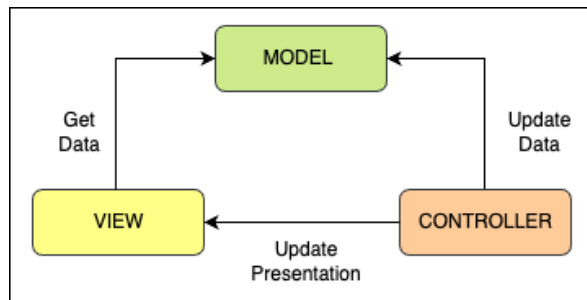 MODEL
Get
Data
Update
Data
VIEW
CONTROLLER
Update
Presentation